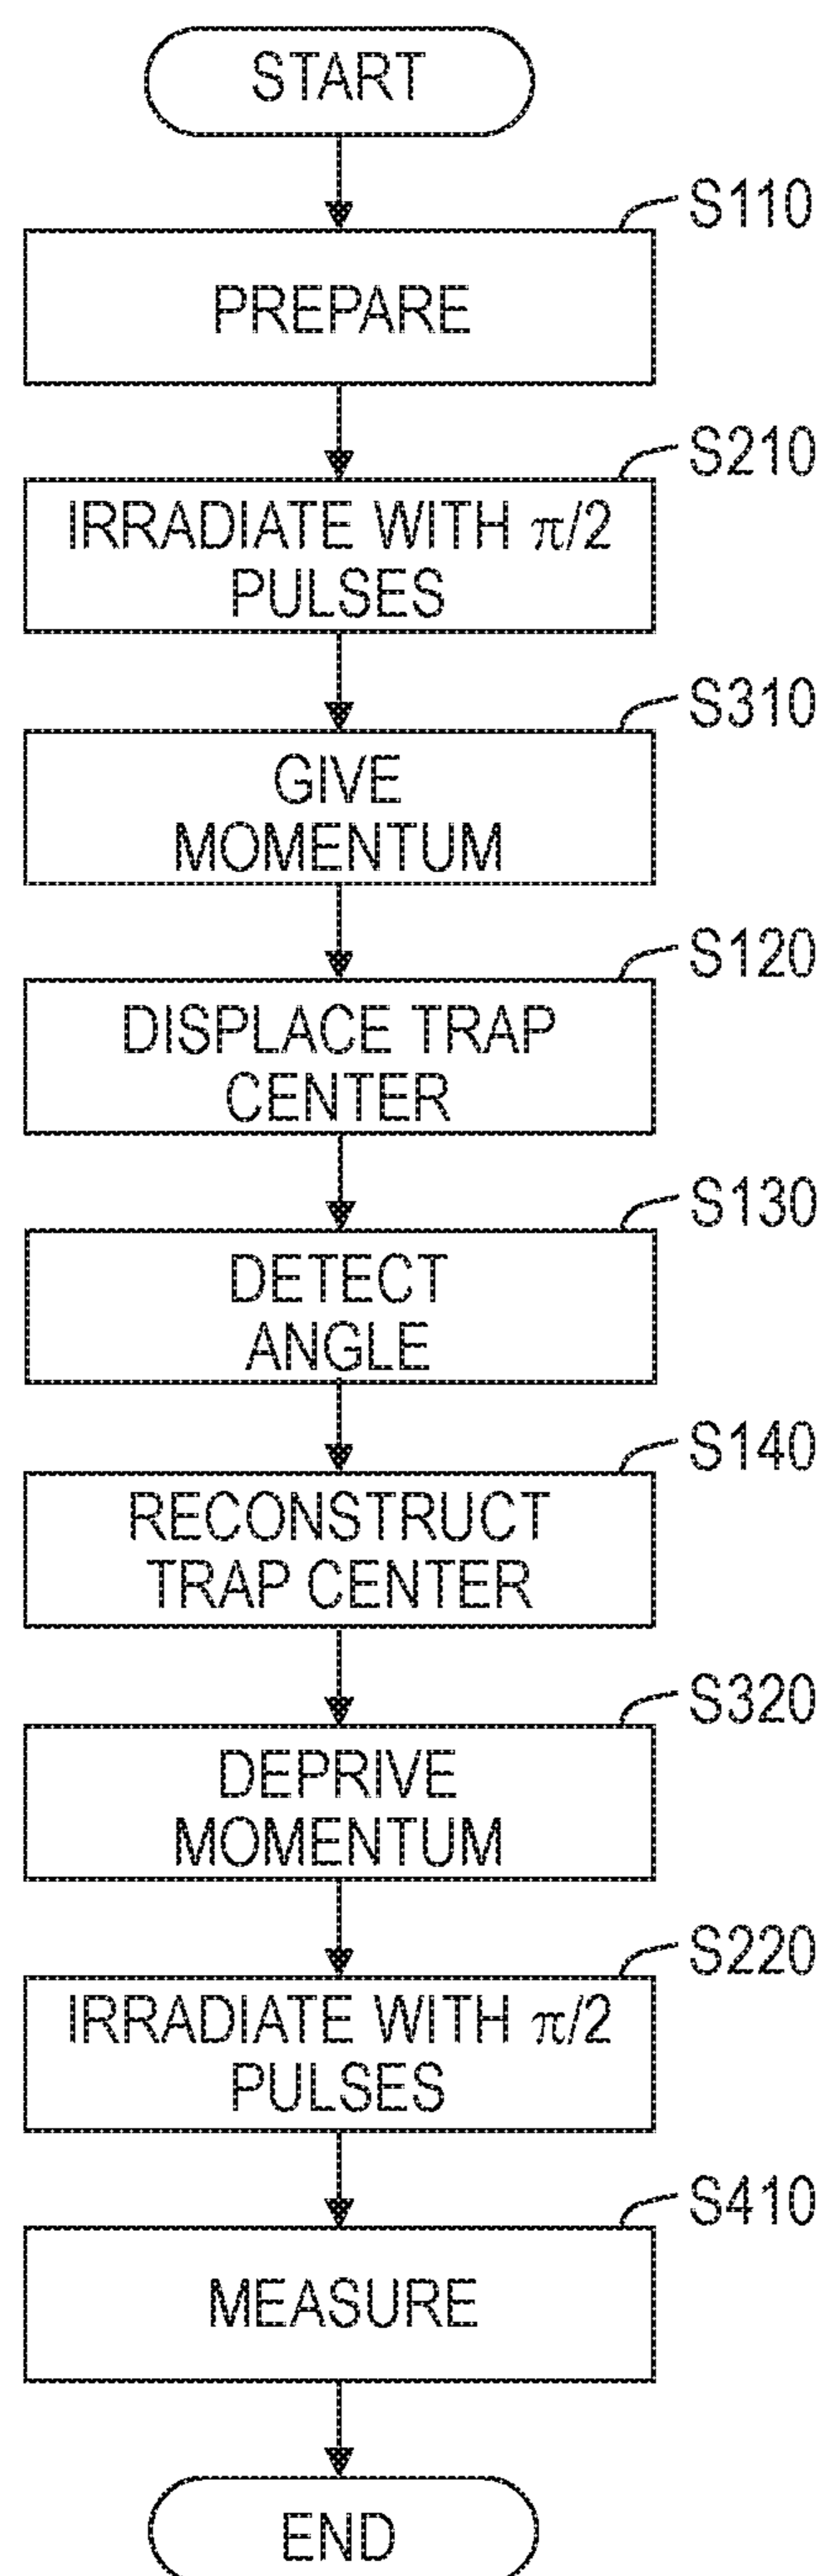 START
S110
PREPARE
S210
IRRADIATE WITH π/2
PULSES
S310
GIVE
MOMENTUM
S120
DISPLACE TRAP
CENTER
S130
DETECT
ANGLE
S140
RECONSTRUCT
TRAP CENTER
S320
DEPRIVE
MOMENTUM
S220
IRRADIATE WITH π/2
PULSES
S410
MEASURE
END